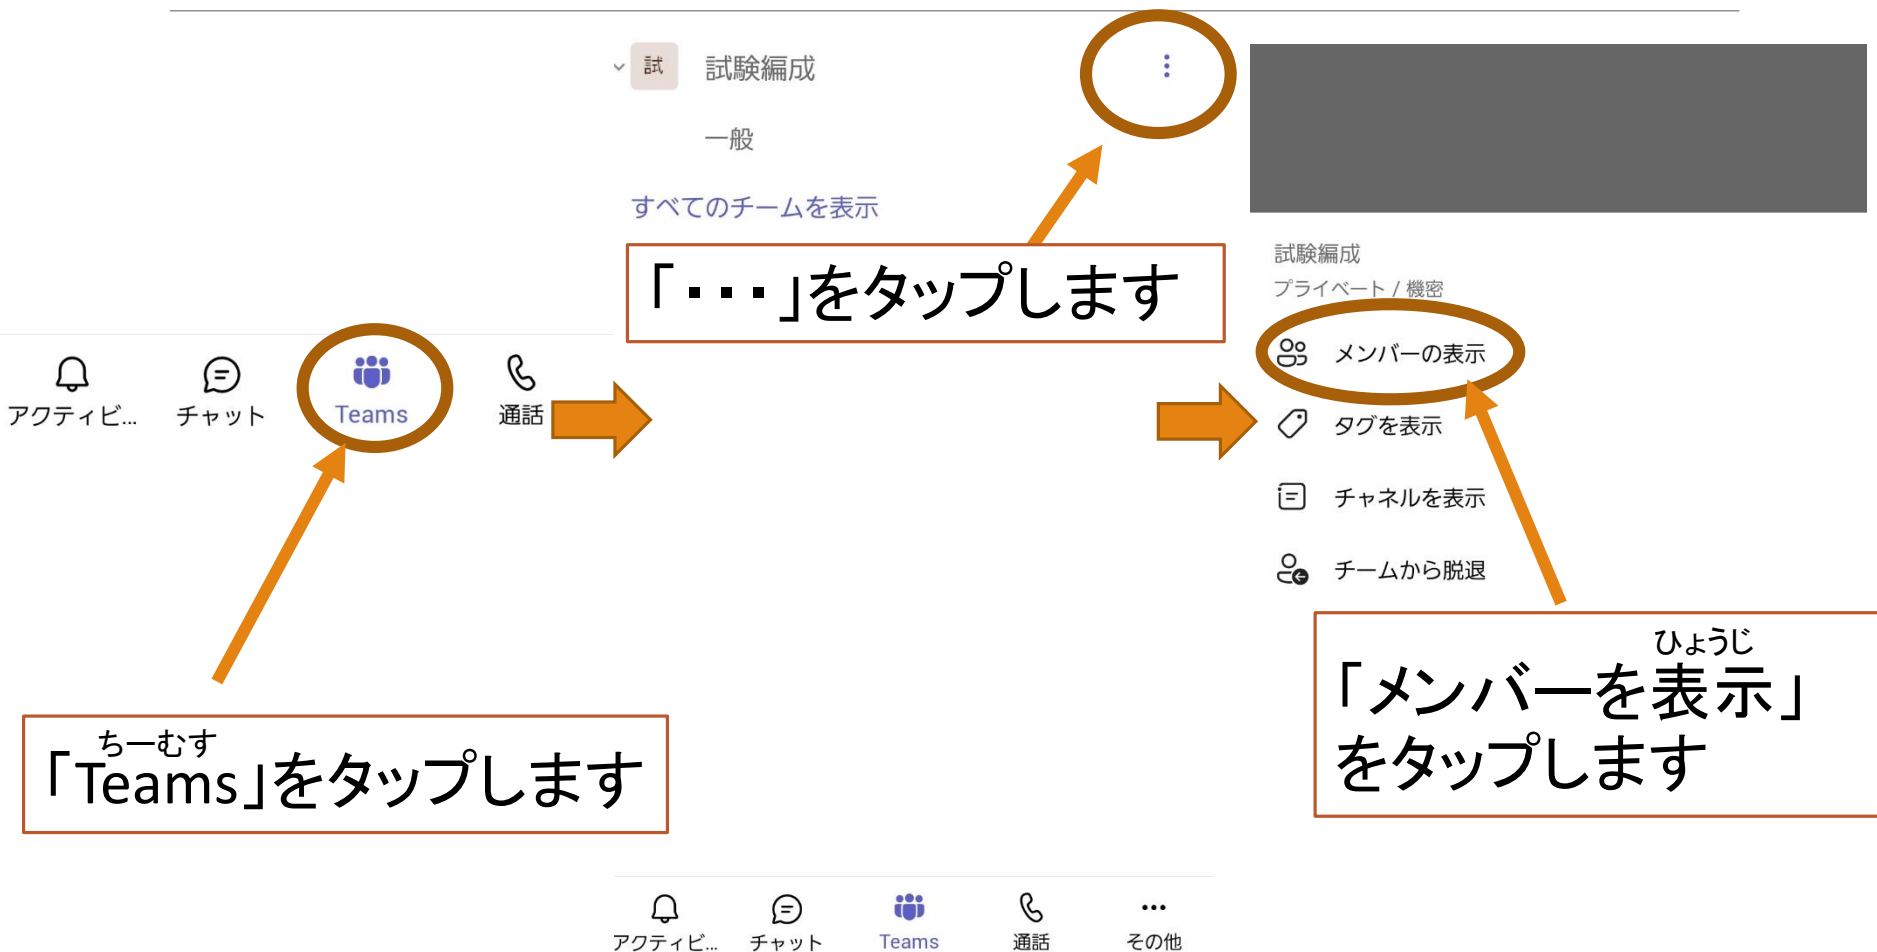 試 試験編成
一般
すべてのチームを表示
「・・・」をタップします
アクティビ... チャット Teams 通話
ちーむす
「Teams」をタップします
アクティビ... チャット Teams 通話 その他
試験編成
プライベート / 機密
メンバーの表示
タグを表示
チャネルを表示
チームから脱退
ひょうじ
「メンバーを表示」
をタップします